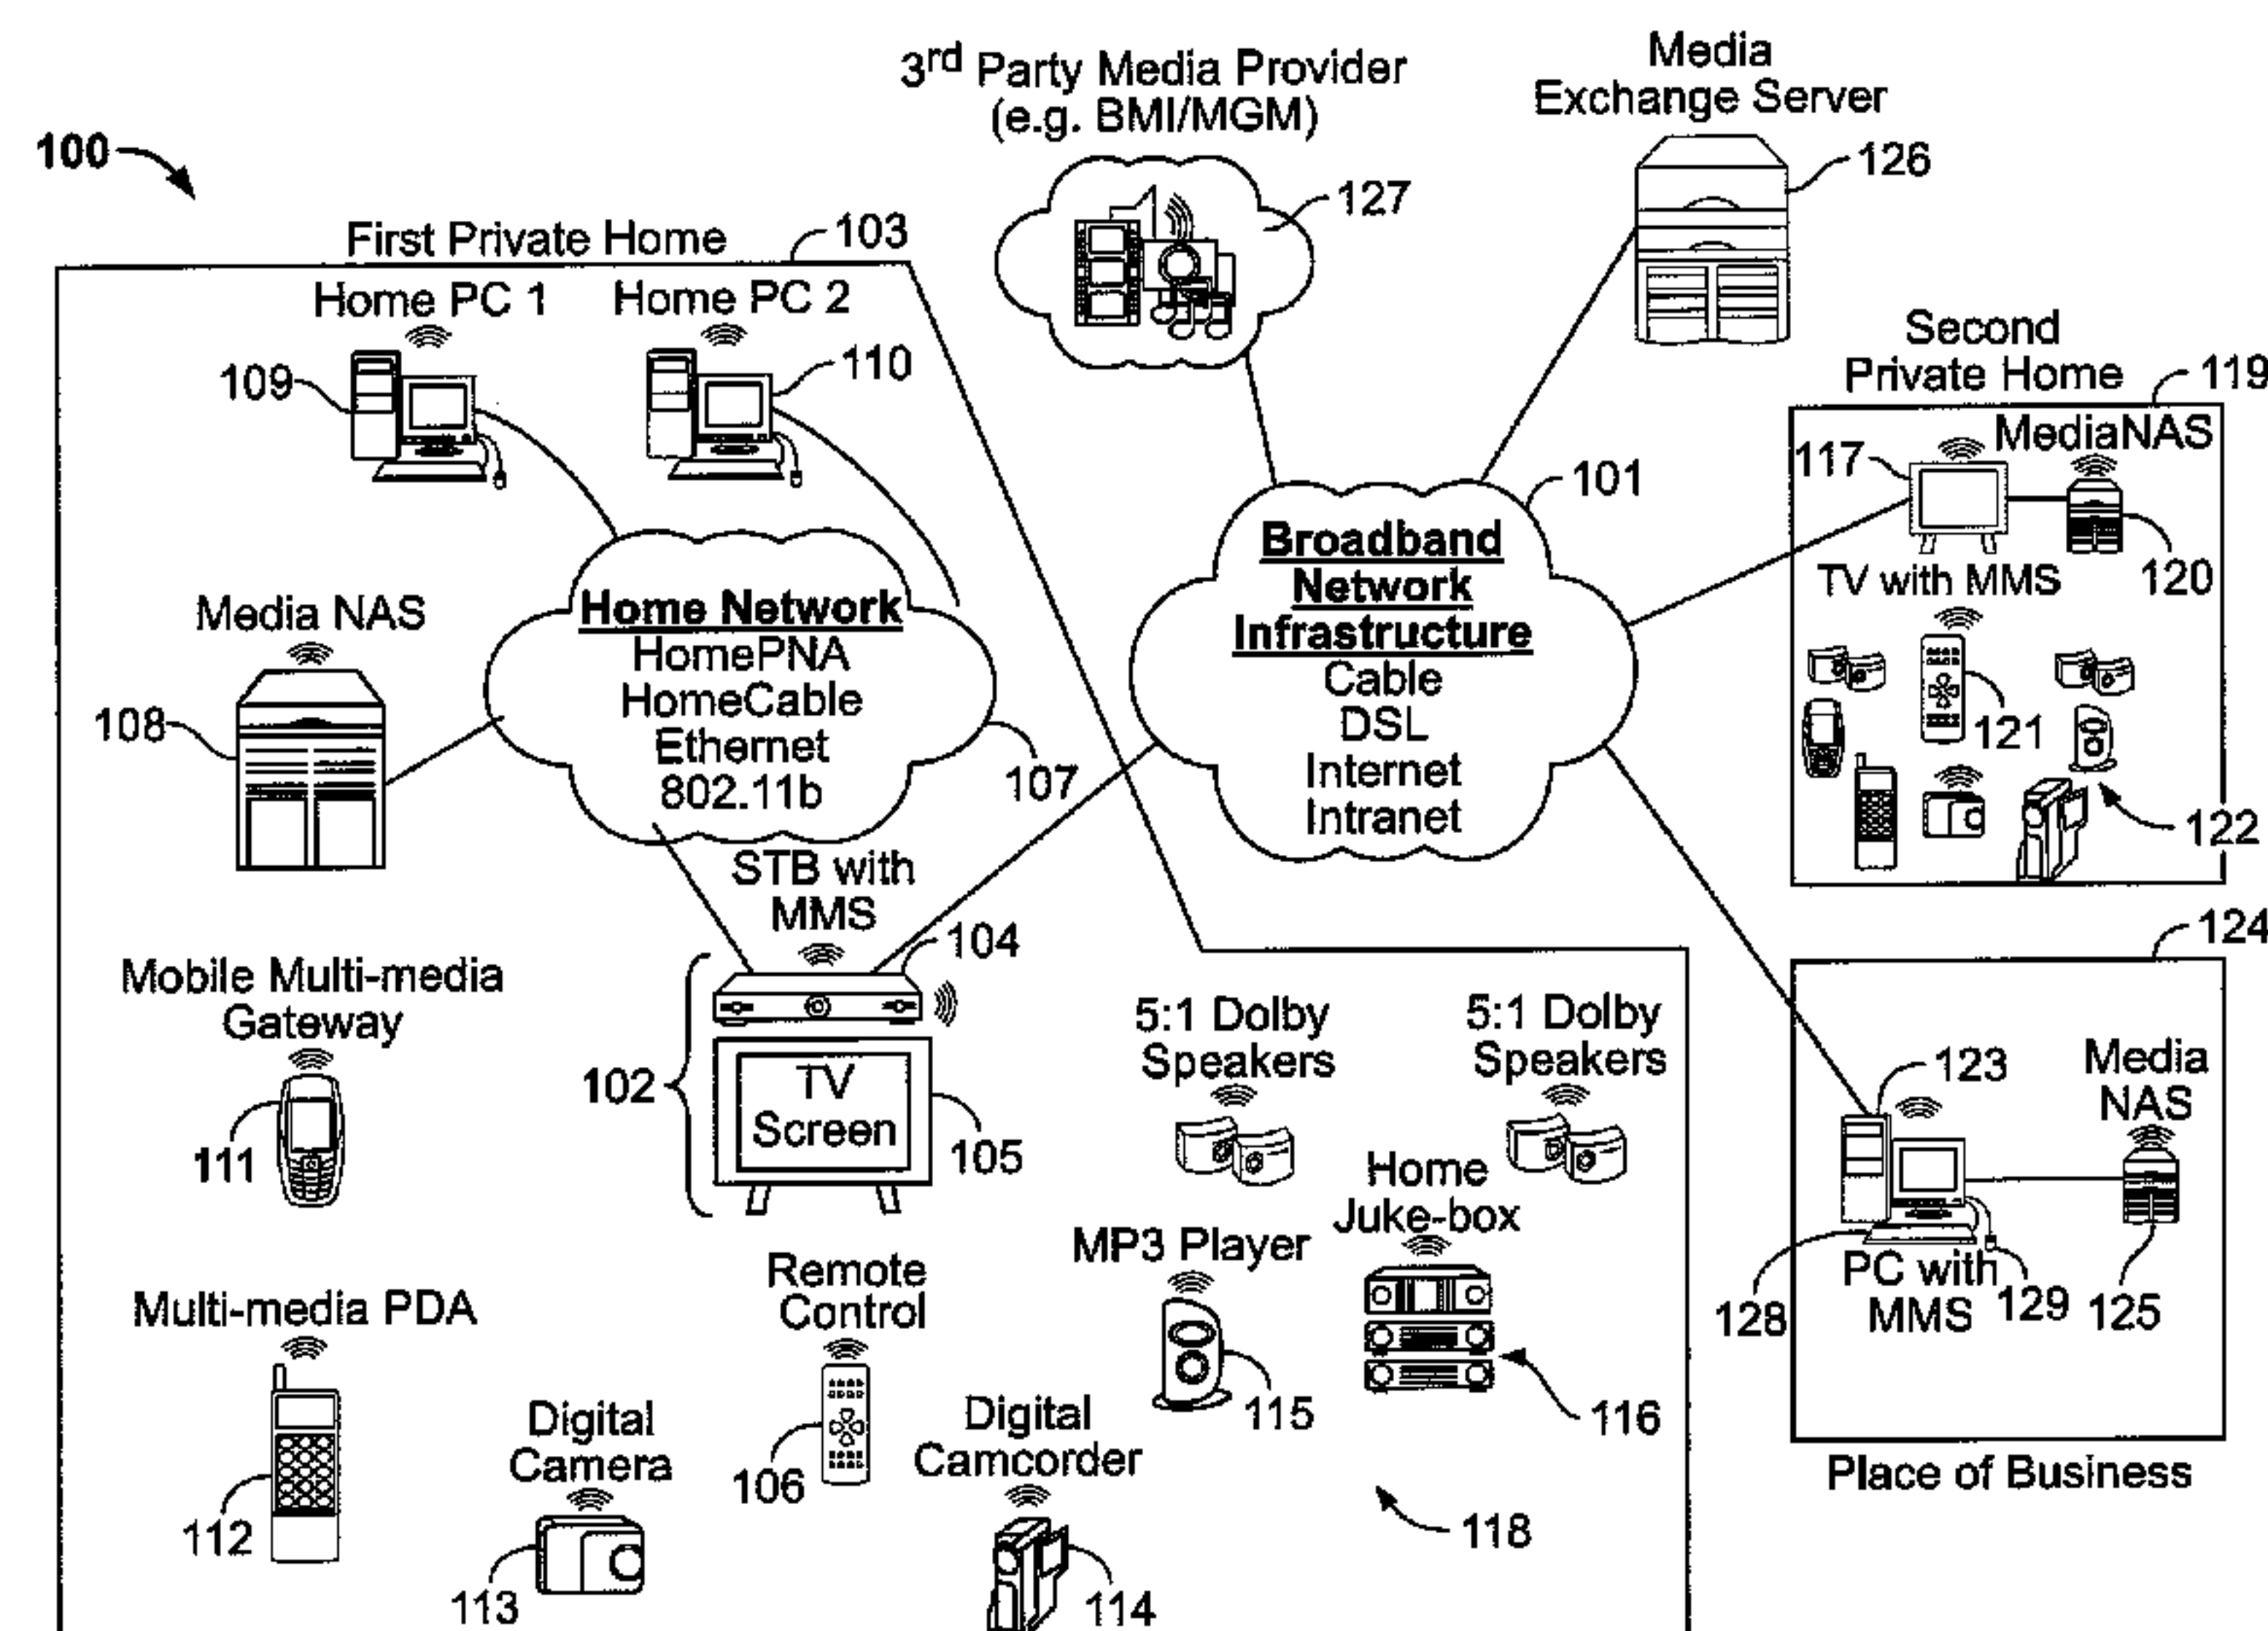 3rd Party Media Provider
(e.g. BMI/MGM)
Media
Exchange Server
100
126
127
First Private Home
103
Home PC 1
Home PC 2
109
110
Second
Private Home
119
MediaNAS
117
120
TV with MMS
121
122
101
Broadband
Network
Infrastructure
Cable
DSL
Internet
Intranet
Home Network
HomePNA
HomeCable
Ethernet
802.11b
107
Media NAS
108
STB with
MMS
104
102
TV
Screen
105
Mobile Multi-media
Gateway
111
5:1 Dolby
Speakers
5:1 Dolby
Speakers
124
123
Media
NAS
PC with
MMS
128
129
125
Place of Business
Home
Juke-box
116
MP3 Player
115
Remote
Control
106
Multi-media PDA
112
Digital
Camera
113
Digital
Camcorder
114
118